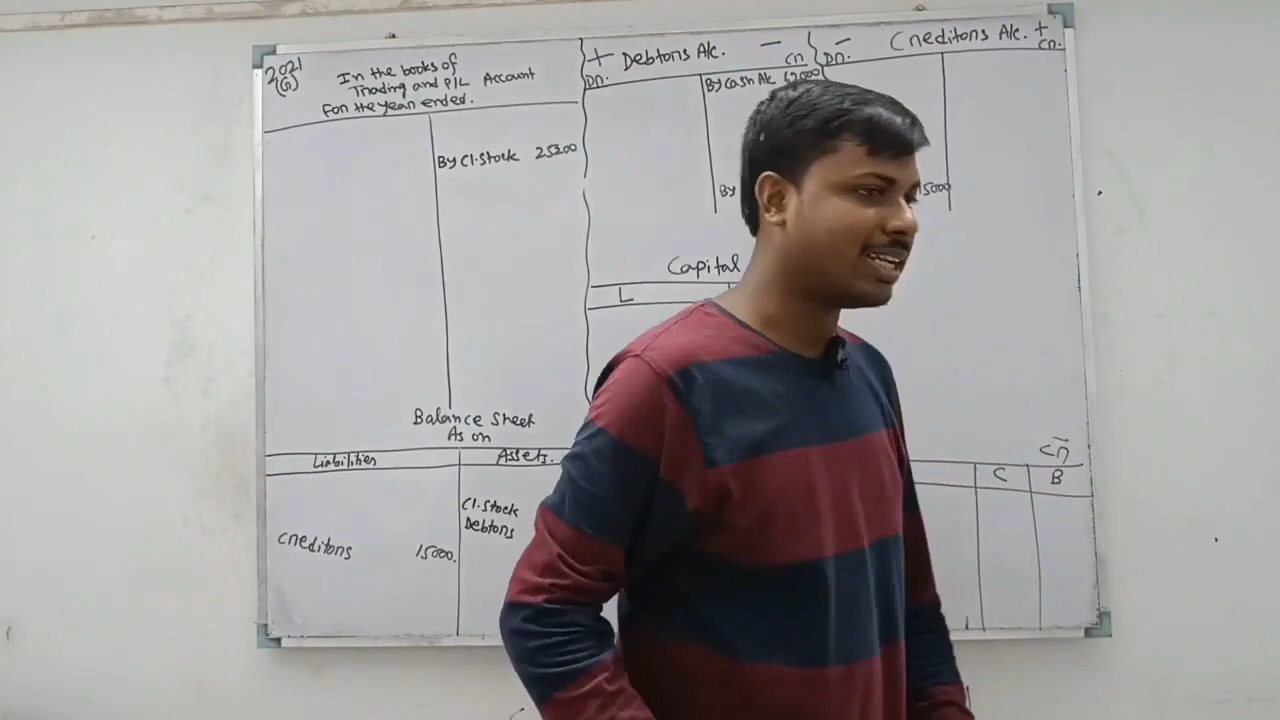 2021
(G)
In the books of
Trading and P/L Account
For the year ended.
By Cl. Stock 25200
Balance Sheet
As on
Liabilities
Assets.
Cl. Stock
Debtors
Creditors 15000.
+ Debtors A/c. -
Dr. Cr
By Cash A/c
By
- Creditors A/c. +
Dr. Cr.
15000
Capital
L
Cr
C B